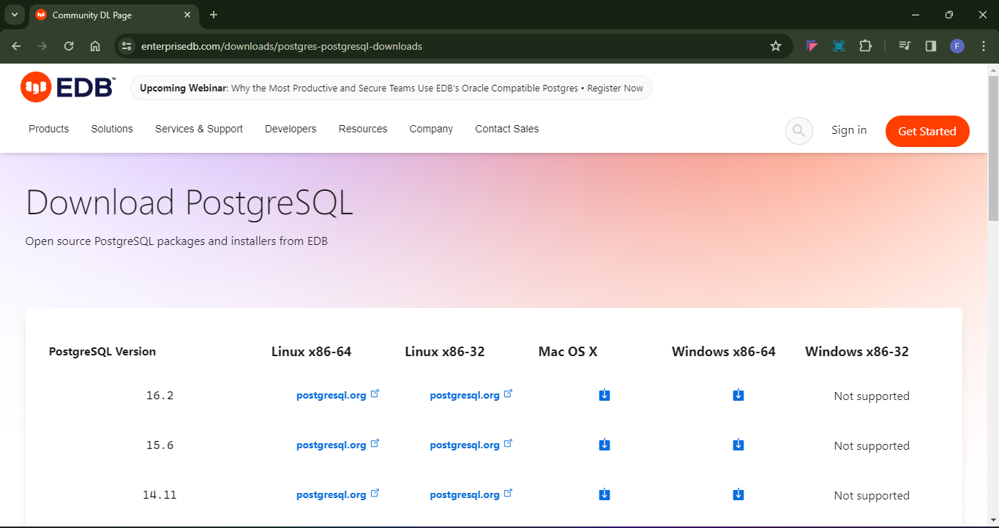 Community DL Page
enterprisedb.com/downloads/postgres-postgresql-downloads
F
EDB™
Upcoming Webinar: Why the Most Productive and Secure Teams Use EDB's Oracle Compatible Postgres • Register Now
Products Solutions Services & Support Developers Resources Company Contact Sales Sign in Get Started
Download PostgreSQL
Open source PostgreSQL packages and installers from EDB
PostgreSQL Version Linux x86-64 Linux x86-32 Mac OS X Windows x86-64 Windows x86-32
16.2 postgresql.org postgresql.org Not supported
15.6 postgresql.org postgresql.org Not supported
14.11 postgresql.org postgresql.org Not supported